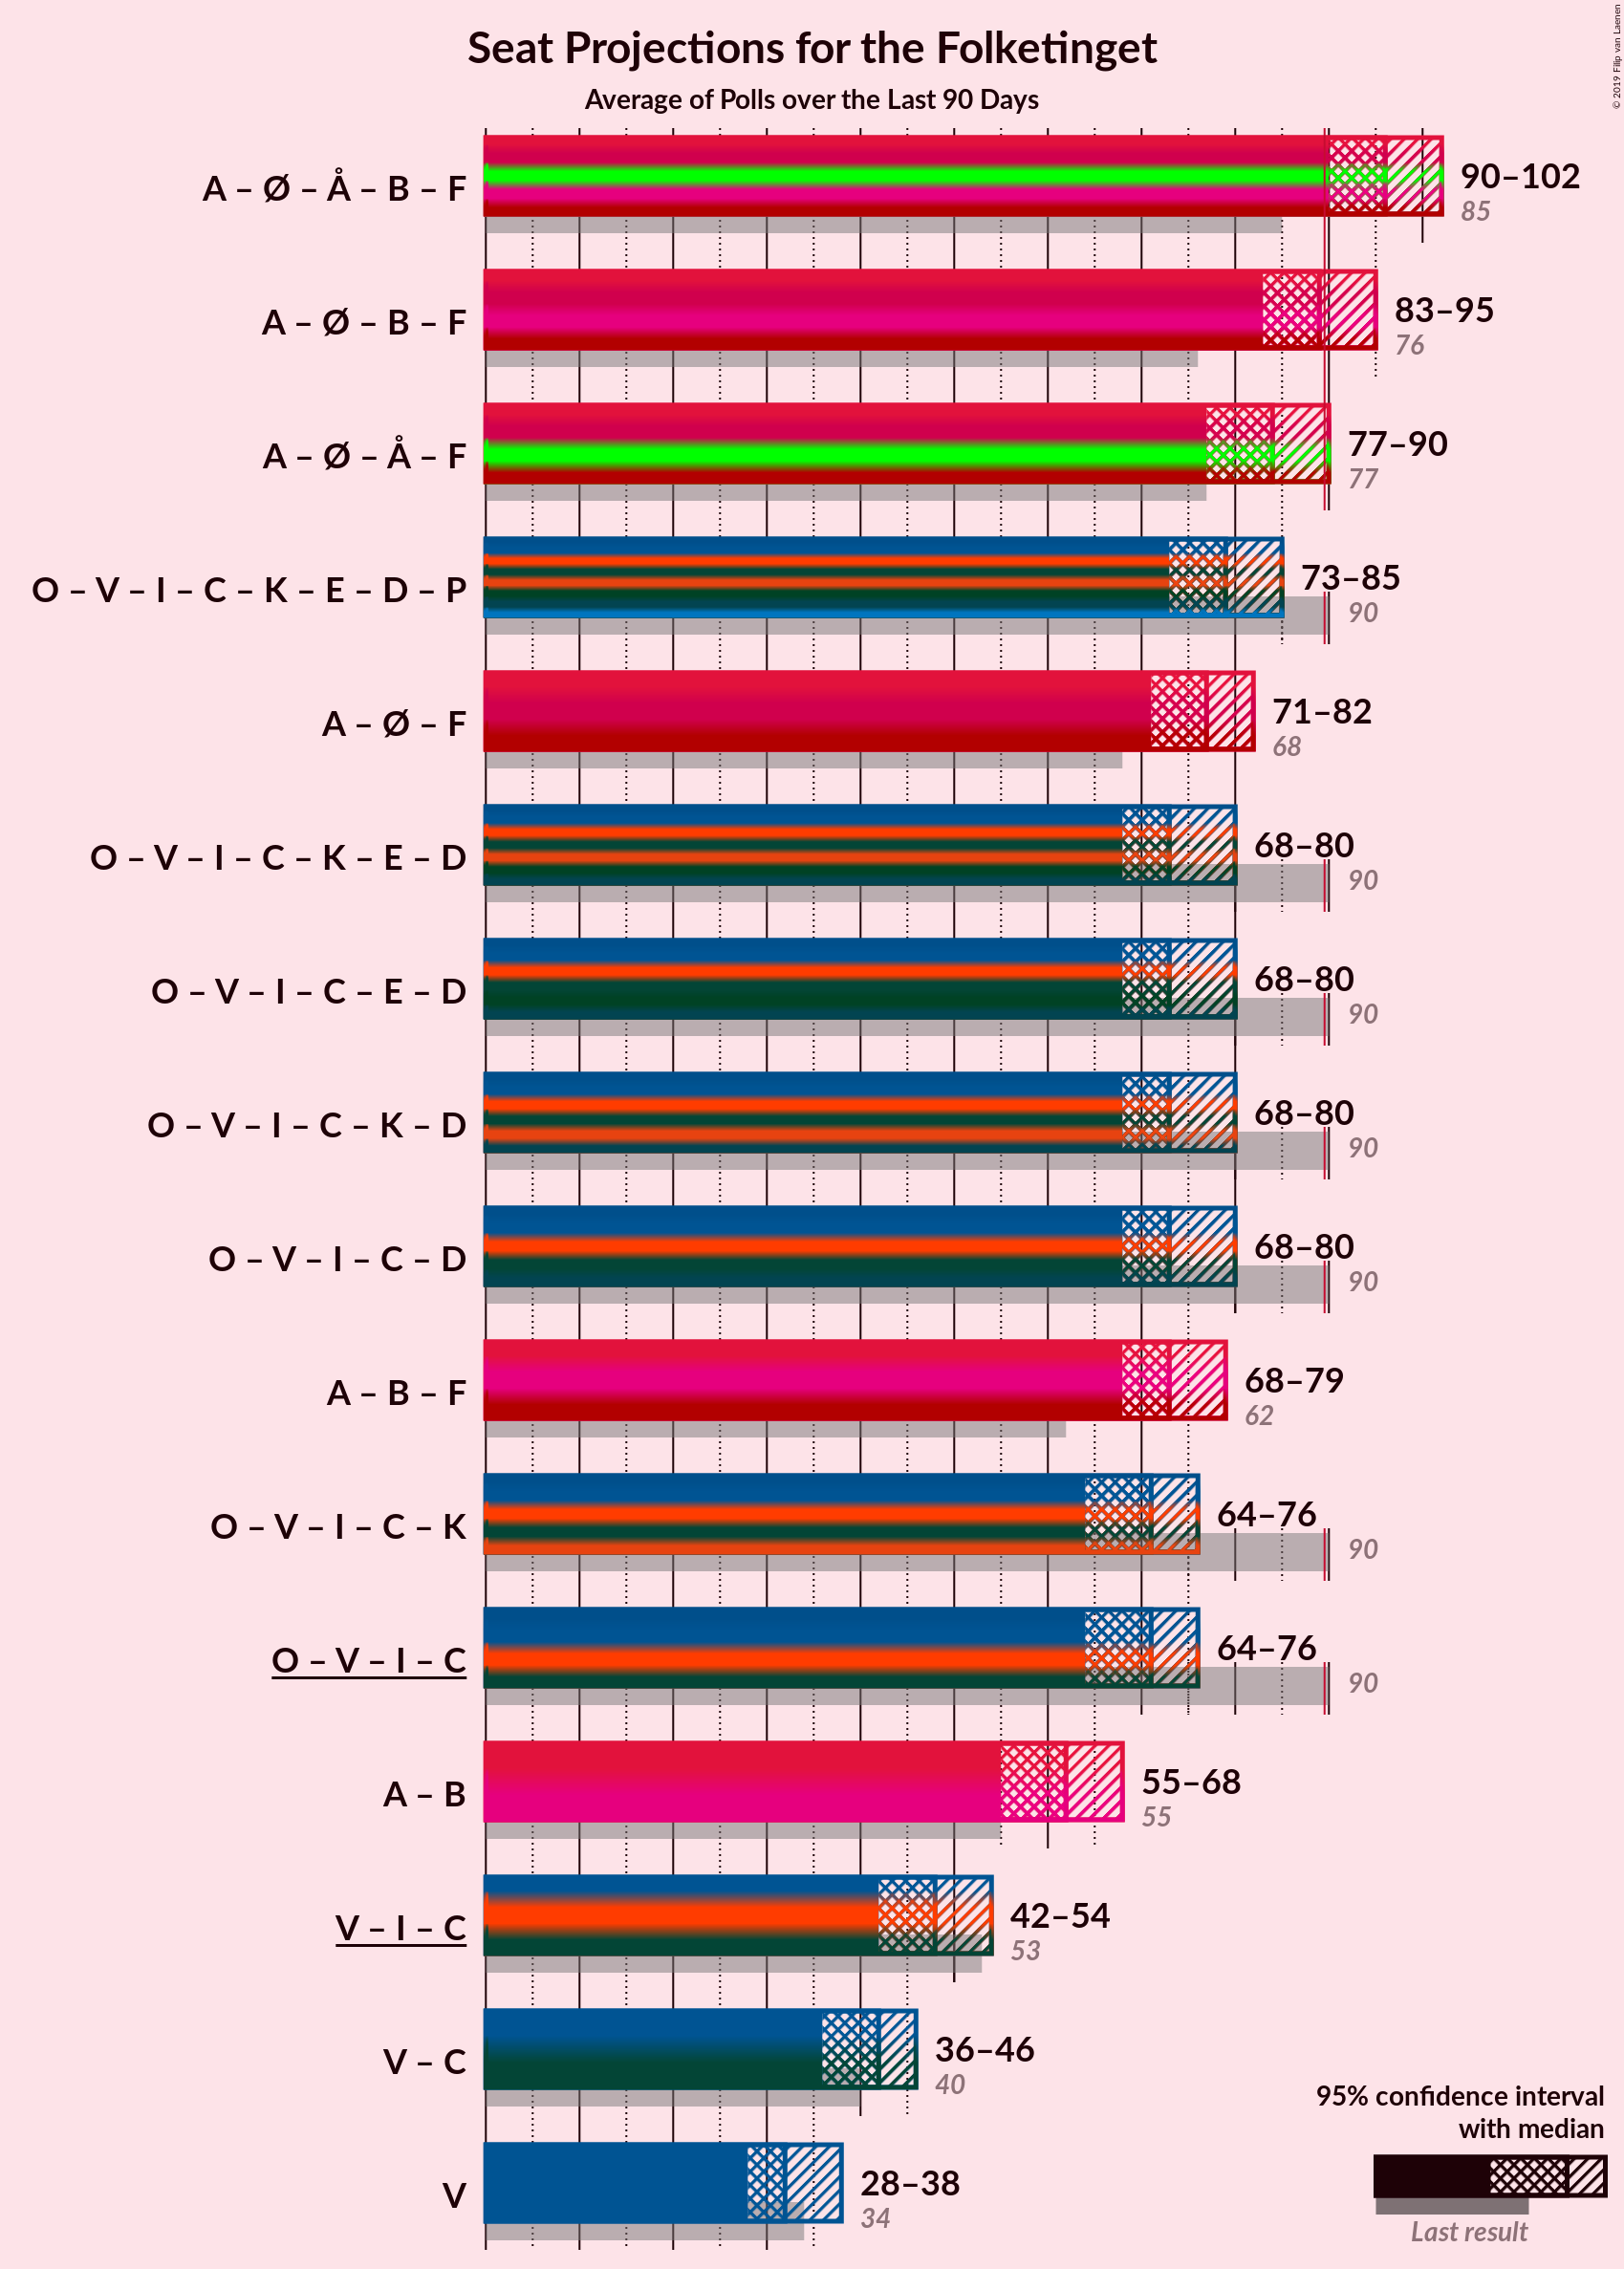 Seat Projections for the Folketinget
Average of Polls over the Last 90 Days
© 2019 Filip van Laenen
A – Ø – Å – B – F
90–102
85
A – Ø – B – F
83–95
76
A – Ø – Å – F
77–90
77
O – V – I – C – K – E – D – P
73–85
90
A – Ø – F
71–82
68
O – V – I – C – K – E – D
68–80
90
O – V – I – C – E – D
68–80
90
O – V – I – C – K – D
68–80
90
O – V – I – C – D
68–80
90
A – B – F
68–79
62
O – V – I – C – K
64–76
90
O – V – I – C
64–76
90
A – B
55–68
55
V – I – C
42–54
53
V – C
36–46
40
V
28–38
34
95% confidence interval
with median
Last result